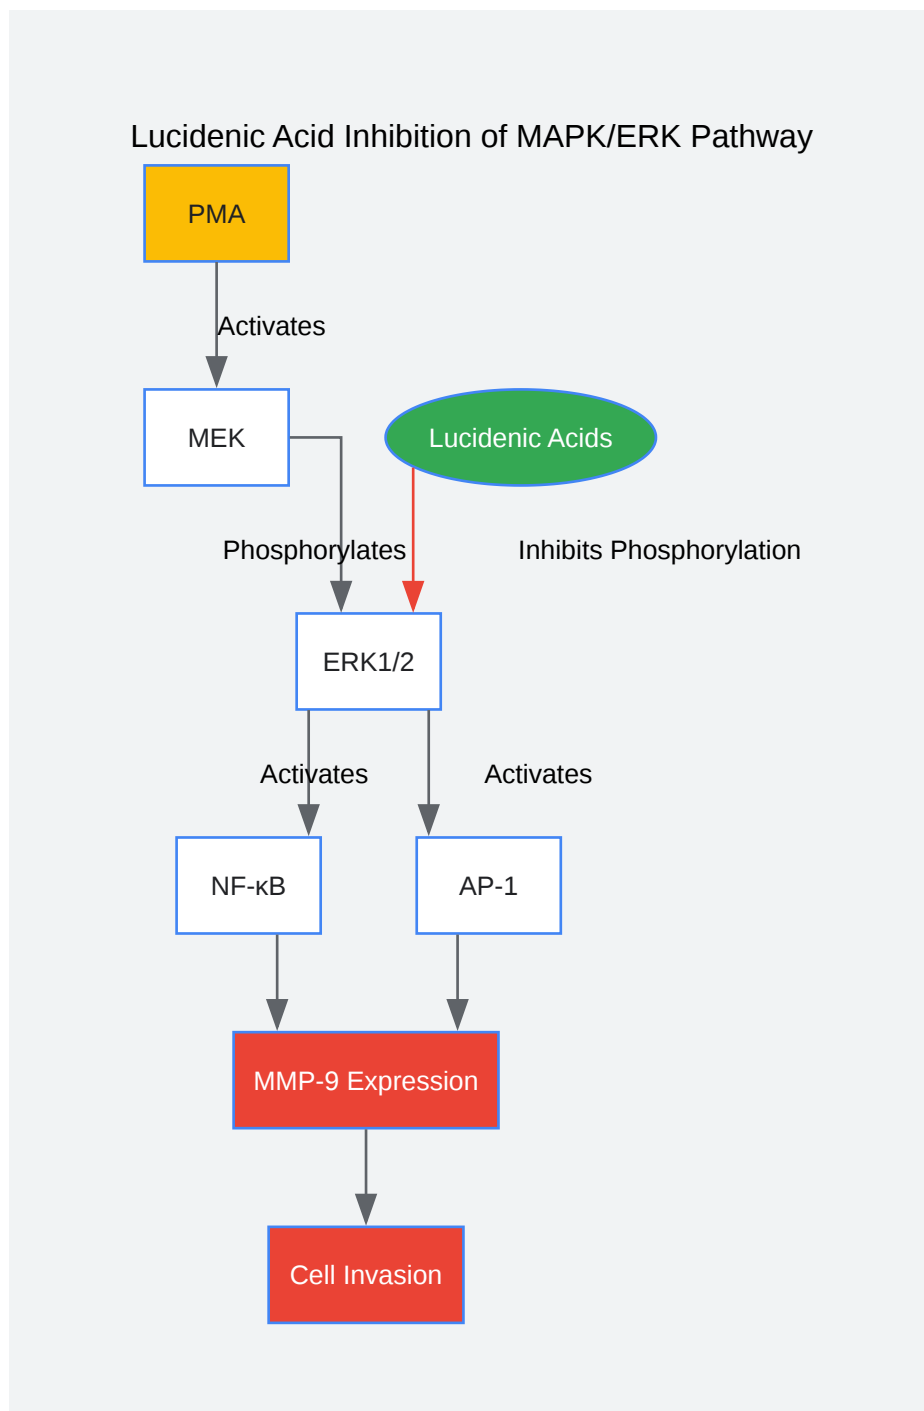 Lucidenic Acid Inhibition of MAPK/ERK Pathway
PMA
Activates
MEK
Lucidenic Acids
Phosphorylates
Inhibits Phosphorylation
ERK1/2
Activates
Activates
NF-κB
AP-1
MMP-9 Expression
Cell Invasion